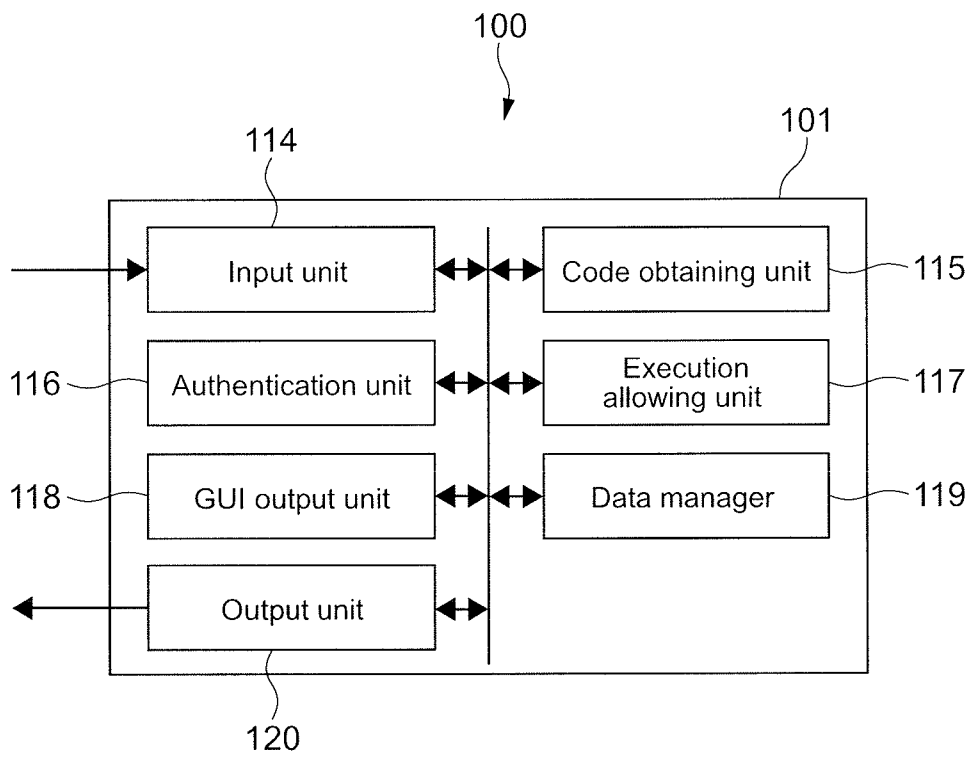 100
101
114
Input unit
Code obtaining unit
115
116
Authentication unit
Execution
allowing unit
117
118
GUI output unit
Data manager
119
Output unit
120